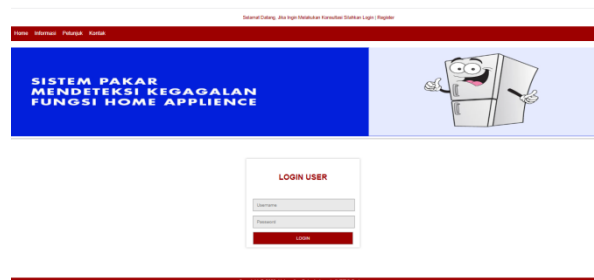 Selamat Datang, Jika Ingin Melakukan Konsultasi Silahkan Login | Register
Home Informasi Petunjuk Kontak
SISTEM PAKAR
MENDETEKSI KEGAGALAN
FUNGSI HOME APPLIENCE
LOGIN USER
Username
Password
LOGIN